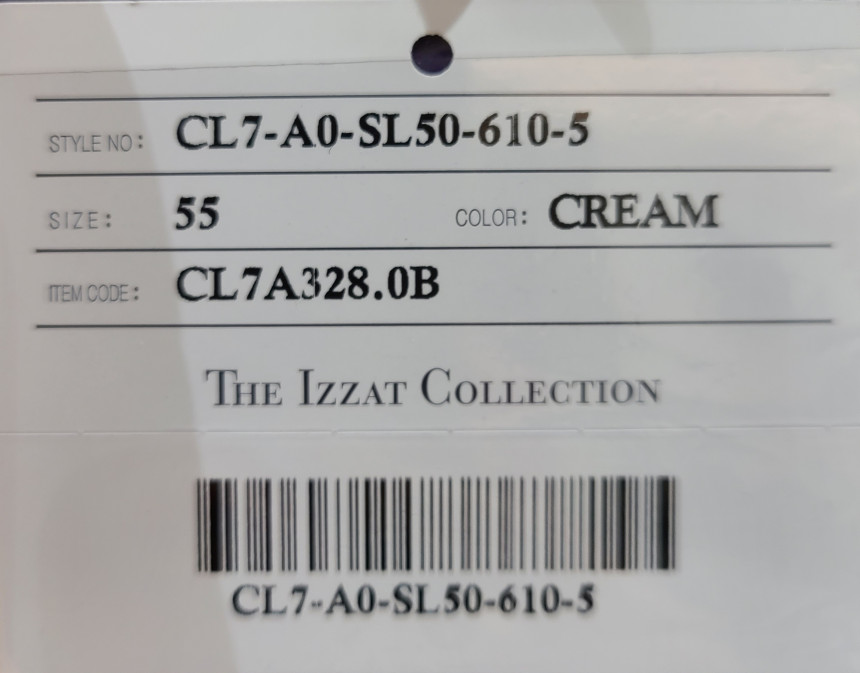 STYLE NO: CL7-A0-SL50-610-5
SIZE: 55 COLOR: CREAM
ITEM CODE: CL7A328.0B
THE IZZAT COLLECTION
CL7-A0-SL50-610-5